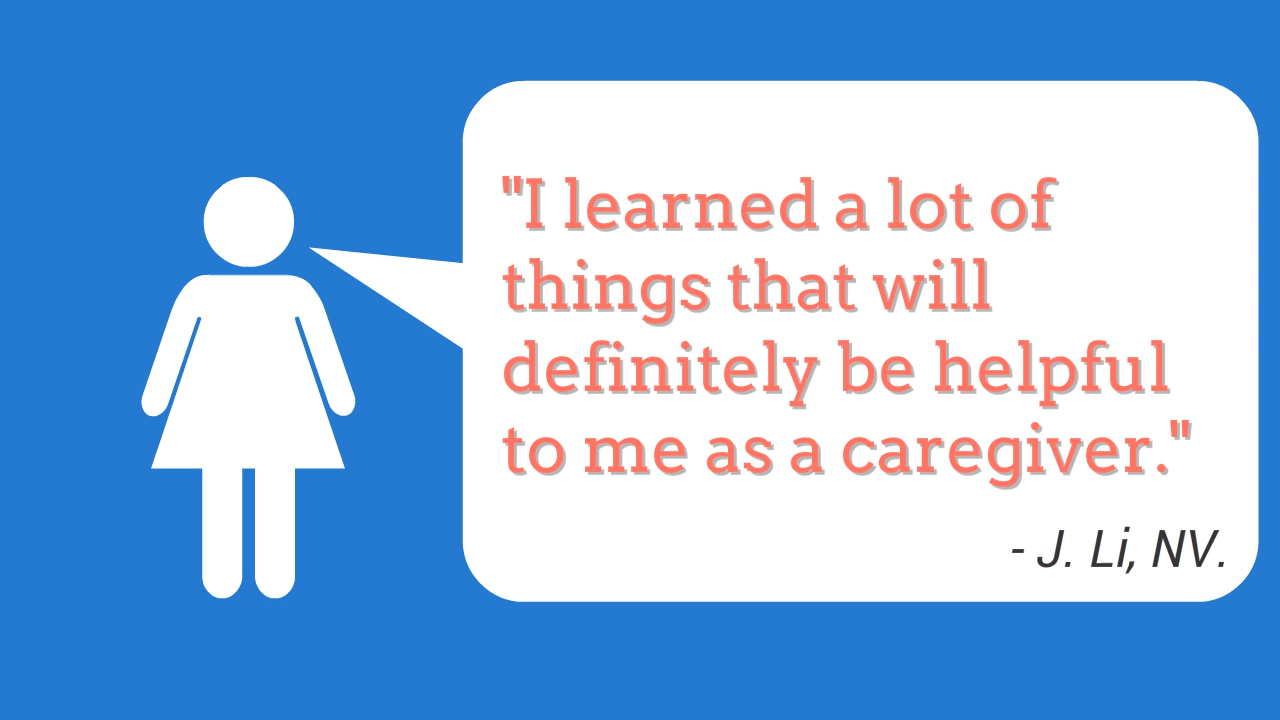 "I learned a lot of
things that will
definitely be helpful
to me as a caregiver."
- J. Li, NV.